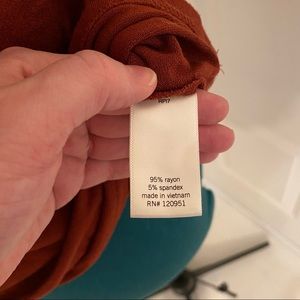 95% rayon
5% spandex
made in vietnam
RN# 120951